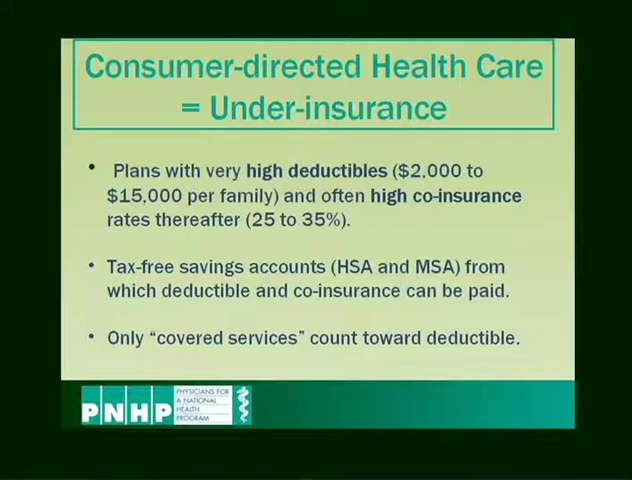 Consumer-directed Health Care
= Under-insurance
• Plans with very high deductibles ($2,000 to
$15,000 per family) and often high co-insurance
rates thereafter (25 to 35%).
• Tax-free savings accounts (HSA and MSA) from
which deductible and co-insurance can be paid.
• Only “covered services” count toward deductible.
PNHP
PHYSICIANS FOR
A NATIONAL
HEALTH
PROGRAM